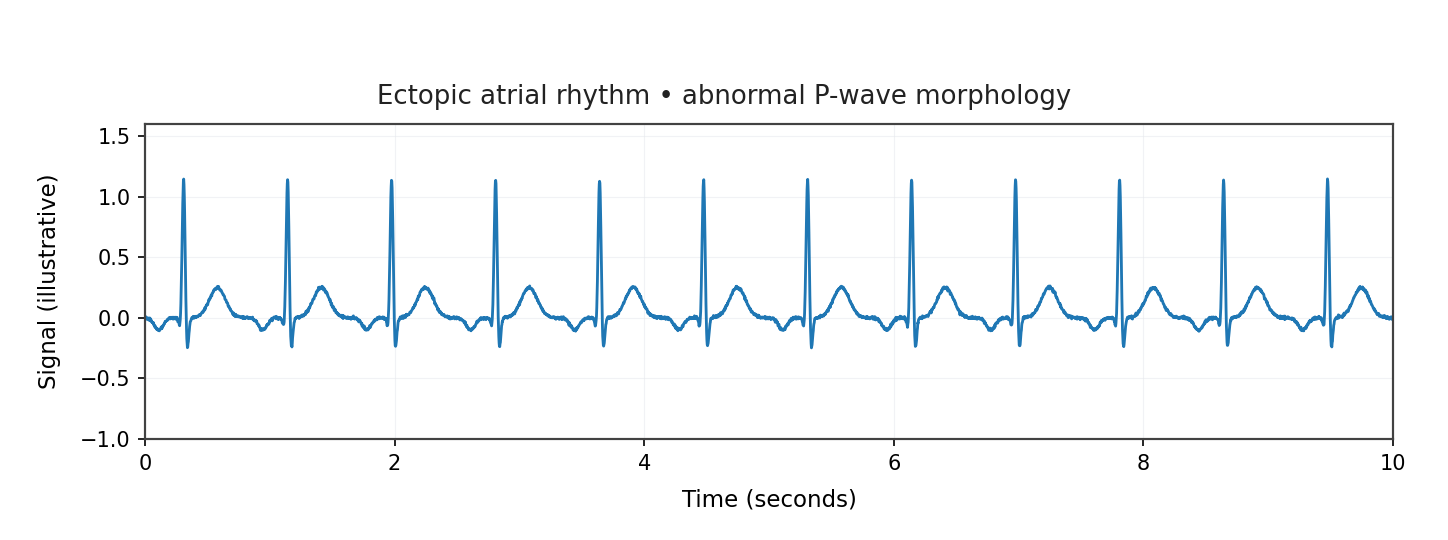 Ectopic atrial rhythm • abnormal P-wave morphology
Signal (illustrative)
1.5
1.0
0.5
0.0
−0.5
−1.0
0 2 4 6 8 10
Time (seconds)